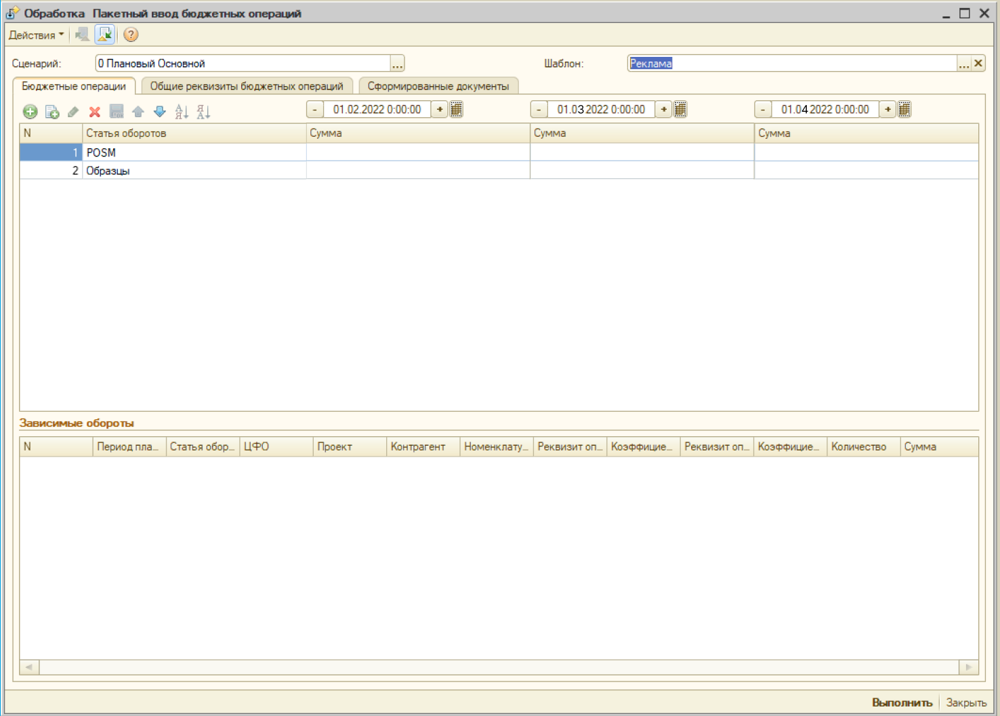 Обработка  Пакетный ввод бюджетных операций
Действия
Сценарий: 0 Плановый Основной ... Шаблон: Реклама ... ×
Бюджетные операции Общие реквизиты бюджетных операций Сформированные документы
- 01.02.2022 0:00:00 + - 01.03 2022 0:00:00 + - 01.04 2022 0:00:00 +
N Статья оборотов Сумма Сумма Сумма
1 POSM
2 Образцы
Зависимые обороты
N Период пла... Статья обор... ЦФО Проект Контрагент Номенклату... Реквизит оп... Коэффицие... Реквизит оп... Коэффицие... Количество Сумма
Выполнить Закрыть